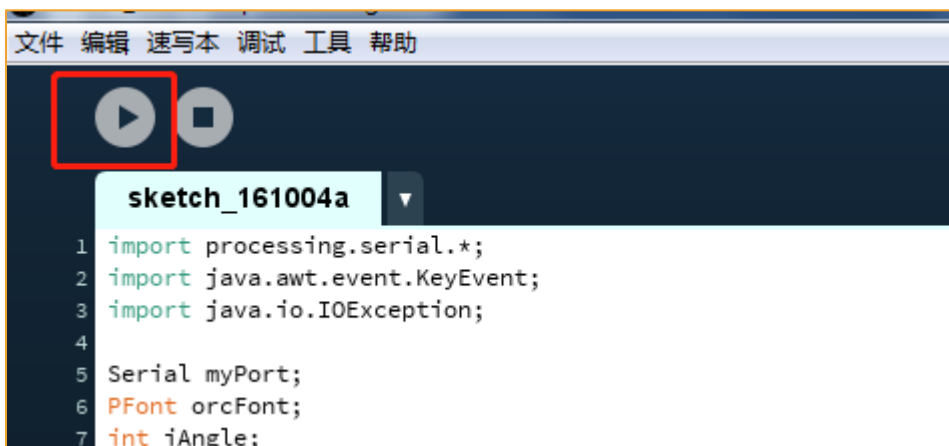 文件 编辑 速写本 调试 工具 帮助
sketch_161004a
1 import processing.serial.*;
2 import java.awt.event.KeyEvent;
3 import java.io.IOException;
4
5 Serial myPort;
6 PFont orcFont;
7 int iAngle;